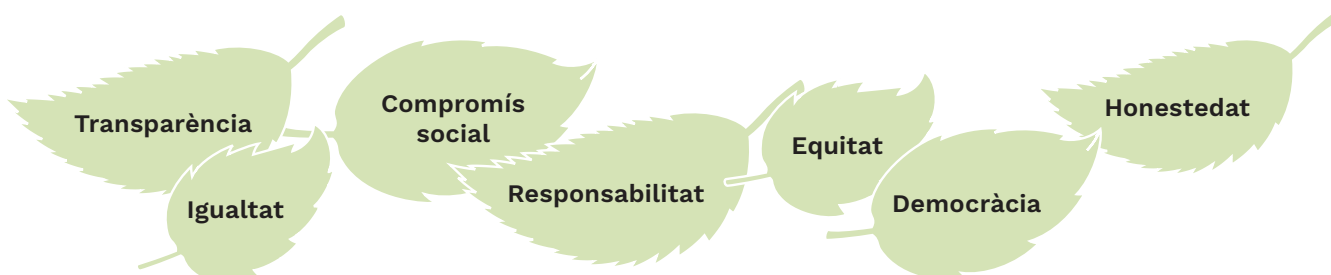 Transparència
Igualtat
Compromís
social
Responsabilitat
Equitat
Democràcia
Honestedat